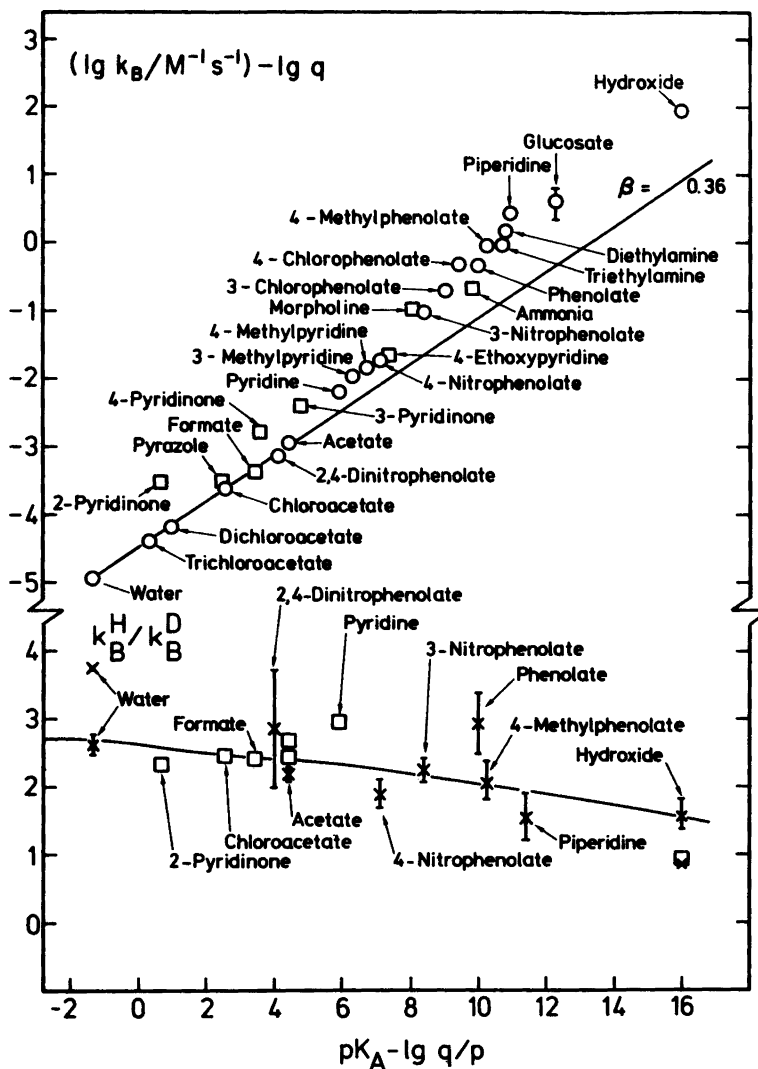 3
(lg k_B/M⁻¹s⁻¹) – lg q
Hydroxide
2
Glucosate
Piperidine
1
β = 0.36
4-Methylphenolate
0
Diethylamine
4-Chlorophenolate
Triethylamine
3-Chlorophenolate
Phenolate
-1
Morpholine
Ammonia
4-Methylpyridine
3-Nitrophenolate
3-Methylpyridine
4-Ethoxypyridine
-2
Pyridine
4-Nitrophenolate
4-Pyridinone
3-Pyridinone
Formate
-3
Acetate
Pyrazole
2,4-Dinitrophenolate
2-Pyridinone
Chloroacetate
-4
Dichloroacetate
Trichloroacetate
-5
Water
2,4-Dinitrophenolate
k_B^H/k_B^D
Pyridine
4
3-Nitrophenolate
Phenolate
Water
3
Formate
4-Methylphenolate
Hydroxide
2
Acetate
Chloroacetate
Piperidine
2-Pyridinone
4-Nitrophenolate
1
0
-2 0 2 4 6 8 10 12 14 16
pK_A – lg q/p